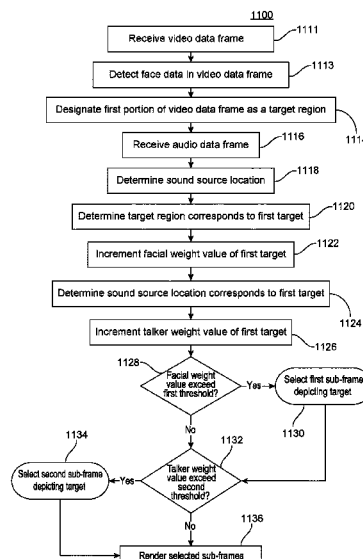 1100
Receive video data frame
1111
Detect face data in video data frame
1113
Designate first portion of video data frame as a target region
1114
Receive audio data frame
1116
Determine sound source location
1118
Determine target region corresponds to first target
1120
Increment facial weight value of first target
1122
Determine sound source location corresponds to first target
1124
Increment talker weight value of first target
1126
1128
Facial weight
value exceed
first threshold?
Yes
Select first sub-frame
depicting target
1130
No
1134
1132
Select second sub-frame
depicting target
Yes
Talker weight
value exceed
second
threshold?
No
1136
Render selected sub-frames